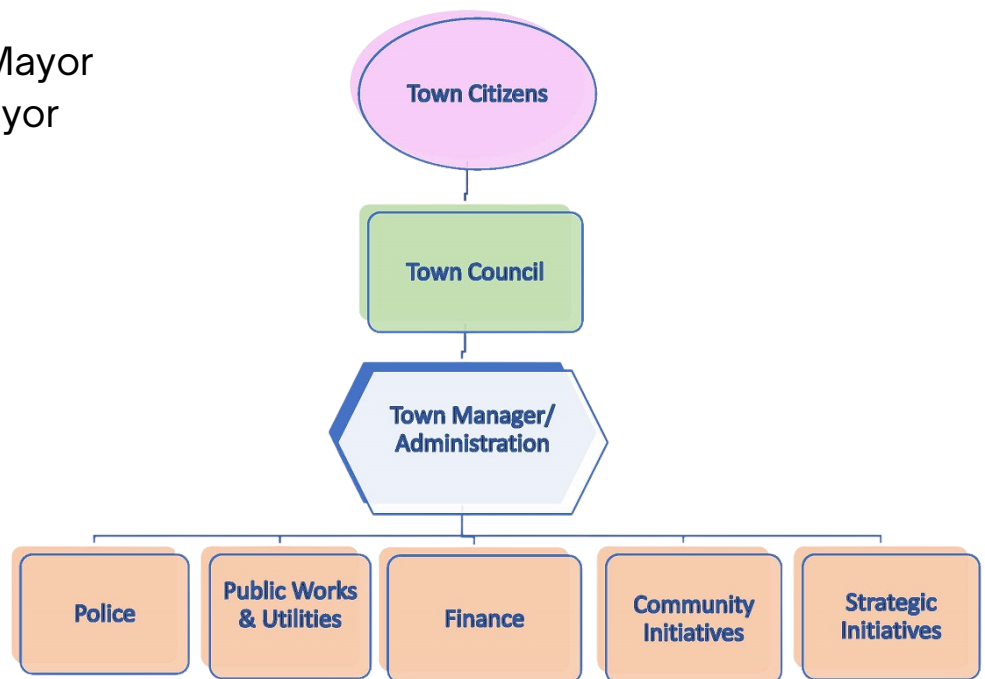 Mayor
yor
Town Citizens
Town Council
Town Manager/
Administration
Police
Public Works
& Utilities
Finance
Community
Initiatives
Strategic
Initiatives